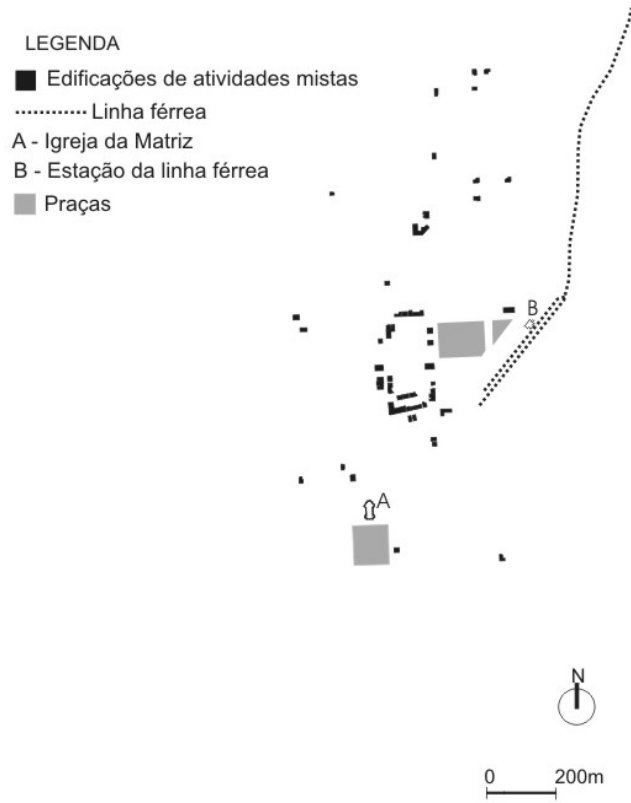 LEGENDA
Edificações de atividades mistas
Linha férrea
A - Igreja da Matriz
B - Estação da linha férrea
Praças
B
A
N
0 200m